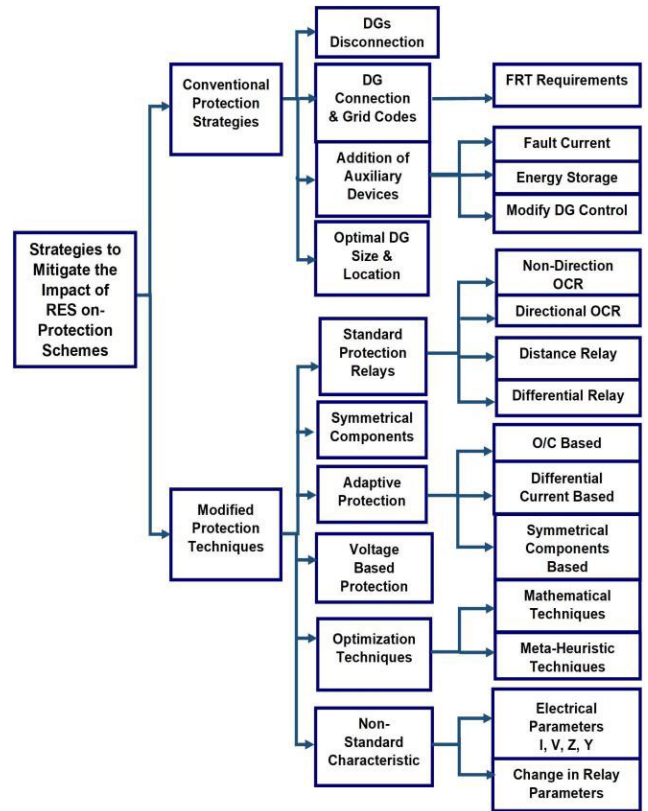 Strategies to
Mitigate the
Impact of
RES on-
Protection
Schemes
Conventional
Protection
Strategies
DGs
Disconnection
DG
Connection
& Grid Codes
FRT Requirements
Addition of
Auxiliary
Devices
Fault Current
Energy Storage
Modify DG Control
Optimal DG
Size &
Location
Modified
Protection
Techniques
Standard
Protection
Relays
Non-Direction
OCR
Directional OCR
Distance Relay
Differential Relay
Symmetrical
Components
Adaptive
Protection
O/C Based
Differential
Current Based
Symmetrical
Components
Based
Voltage
Based
Protection
Optimization
Techniques
Mathematical
Techniques
Meta-Heuristic
Techniques
Non-
Standard
Characteristic
Electrical
Parameters
I, V, Z, Y
Change in Relay
Parameters